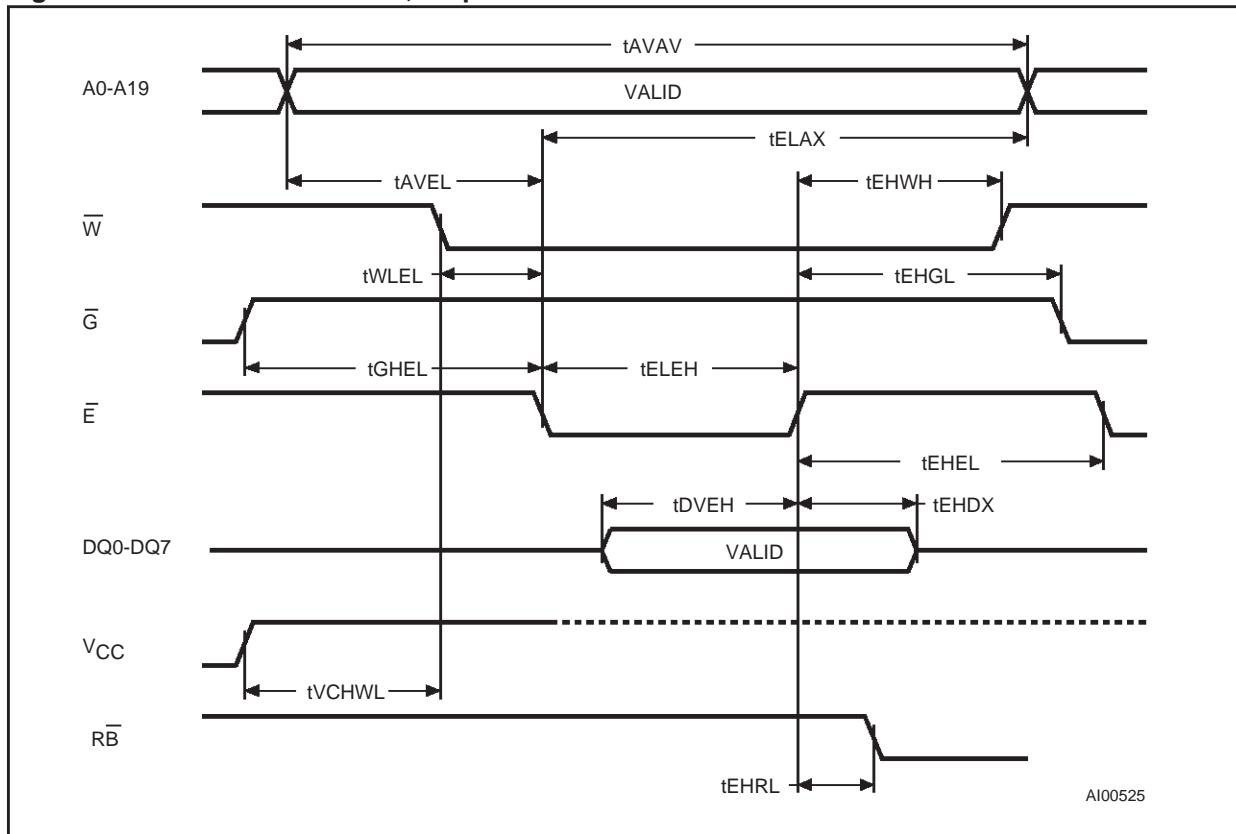 tAVAV
A0-A19
VALID
tELAX
tAVEL
tEHWH
W̅
tWLEL
tEHGL
G̅
tGHEL
tELEH
E̅
tEHEL
tDVEH
tEHDX
DQ0-DQ7
VALID
VCC
tVCHWL
RB̅
tEHRL
AI00525